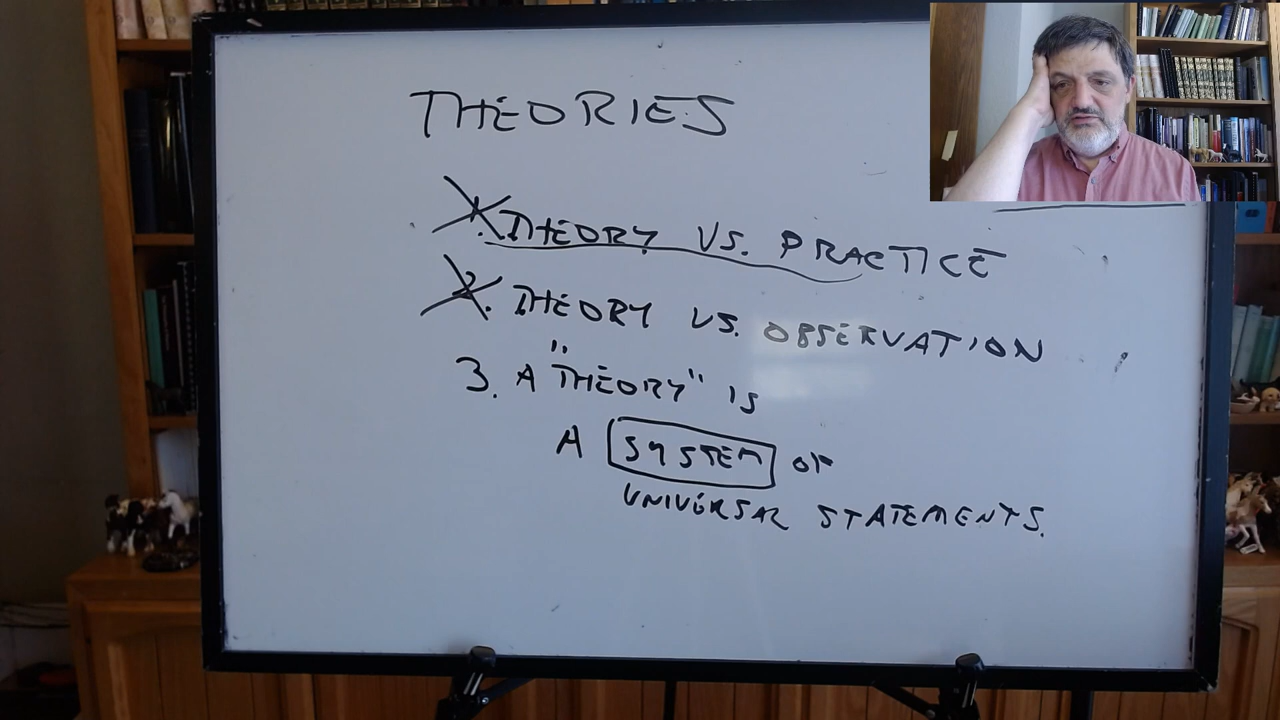 THEORIES
1. THEORY VS. PRACTICE
2. THEORY VS. OBSERVATION
3. A "THEORY" IS
A SYSTEM OF
UNIVERSAL STATEMENTS.